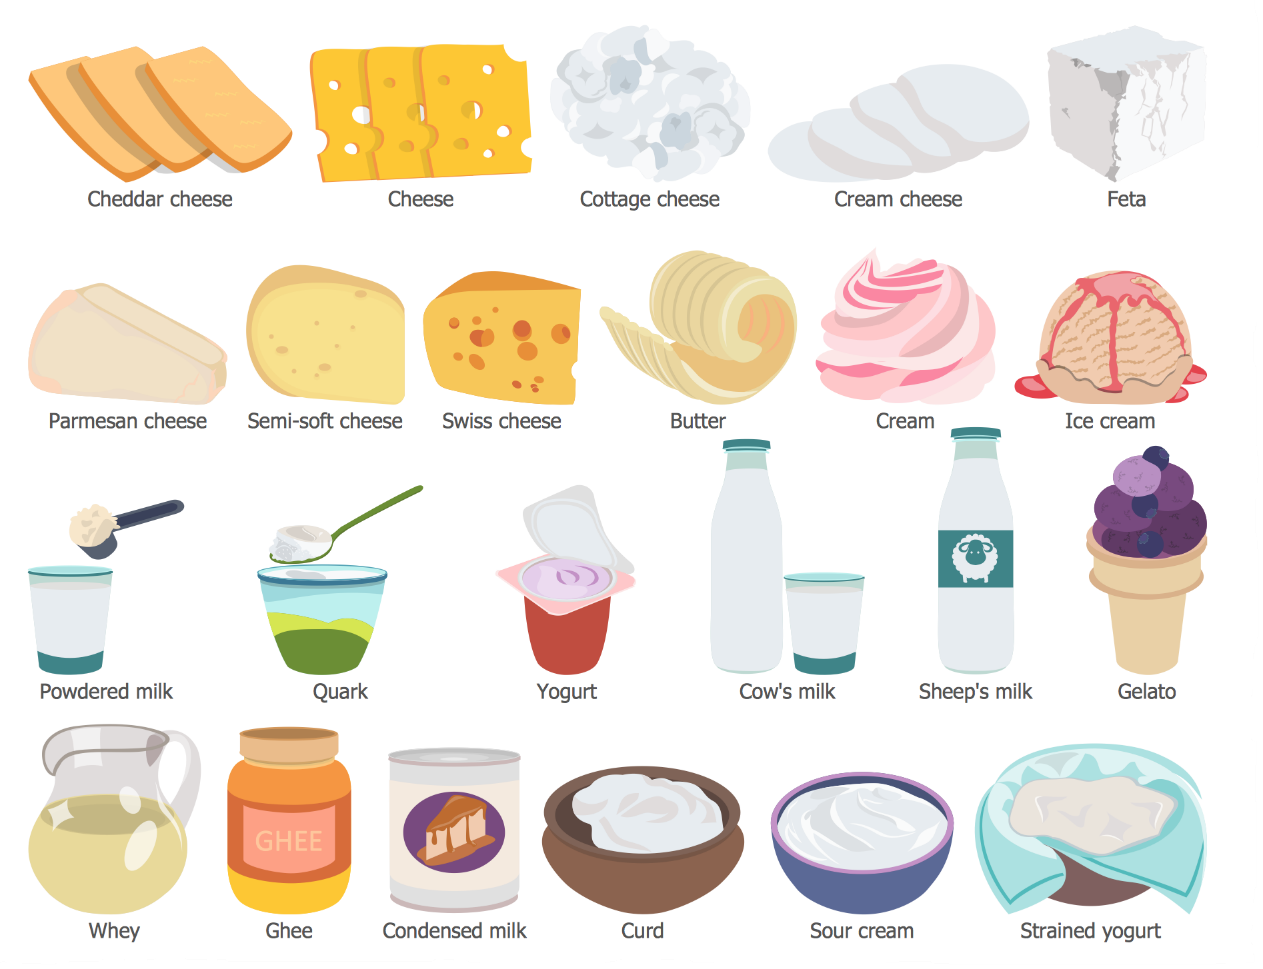 Cheddar cheese
Cheese
Cottage cheese
Cream cheese
Feta
Parmesan cheese
Semi-soft cheese
Swiss cheese
Butter
Cream
Ice cream
Powdered milk
Quark
Yogurt
Cow's milk
Sheep's milk
Gelato
GHEE
Whey
Ghee
Condensed milk
Curd
Sour cream
Strained yogurt